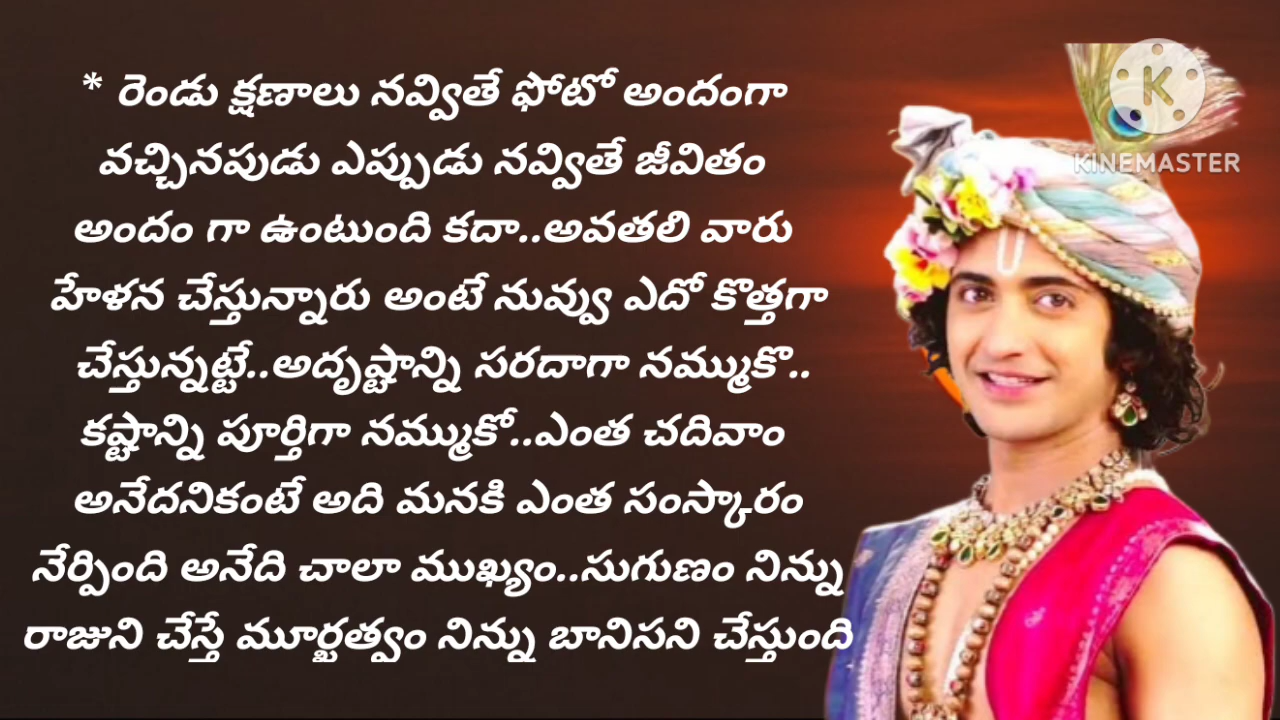 * రెండు క్షణాలు నవ్వితే ఫోటో అందంగా
వచ్చినపుడు ఎప్పుడు నవ్వితే జీవితం
అందం గా ఉంటుంది కదా..అవతలి వారు
హేళన చేస్తున్నారు అంటే నువ్వు ఎదో కొత్తగా
చేస్తున్నట్టే..అదృష్టాన్ని సరదాగా నమ్ముకొ..
కష్టాన్ని పూర్తిగా నమ్ముకో..ఎంత చదివాం
అనేదనికంటే అది మనకి ఎంత సంస్కారం
నేర్పింది అనేది చాలా ముఖ్యం..సుగుణం నిన్ను
రాజుని చేస్తే మూర్ఖత్వం నిన్ను బానిసని చేస్తుంది
K
KINEMASTER